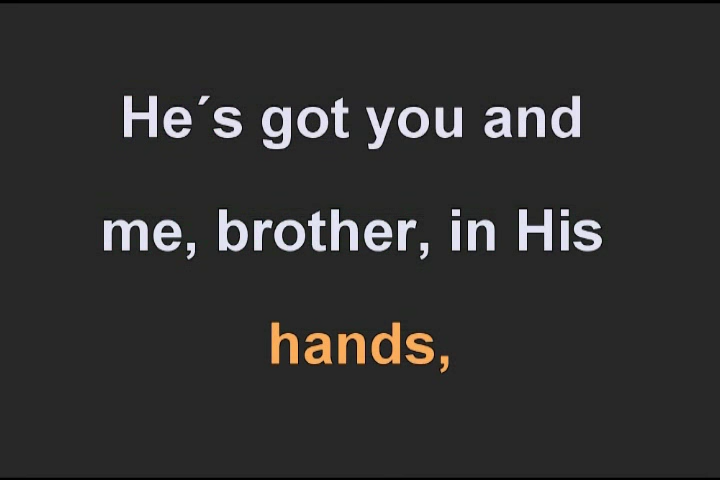 He´s got you and
me, brother, in His
hands,